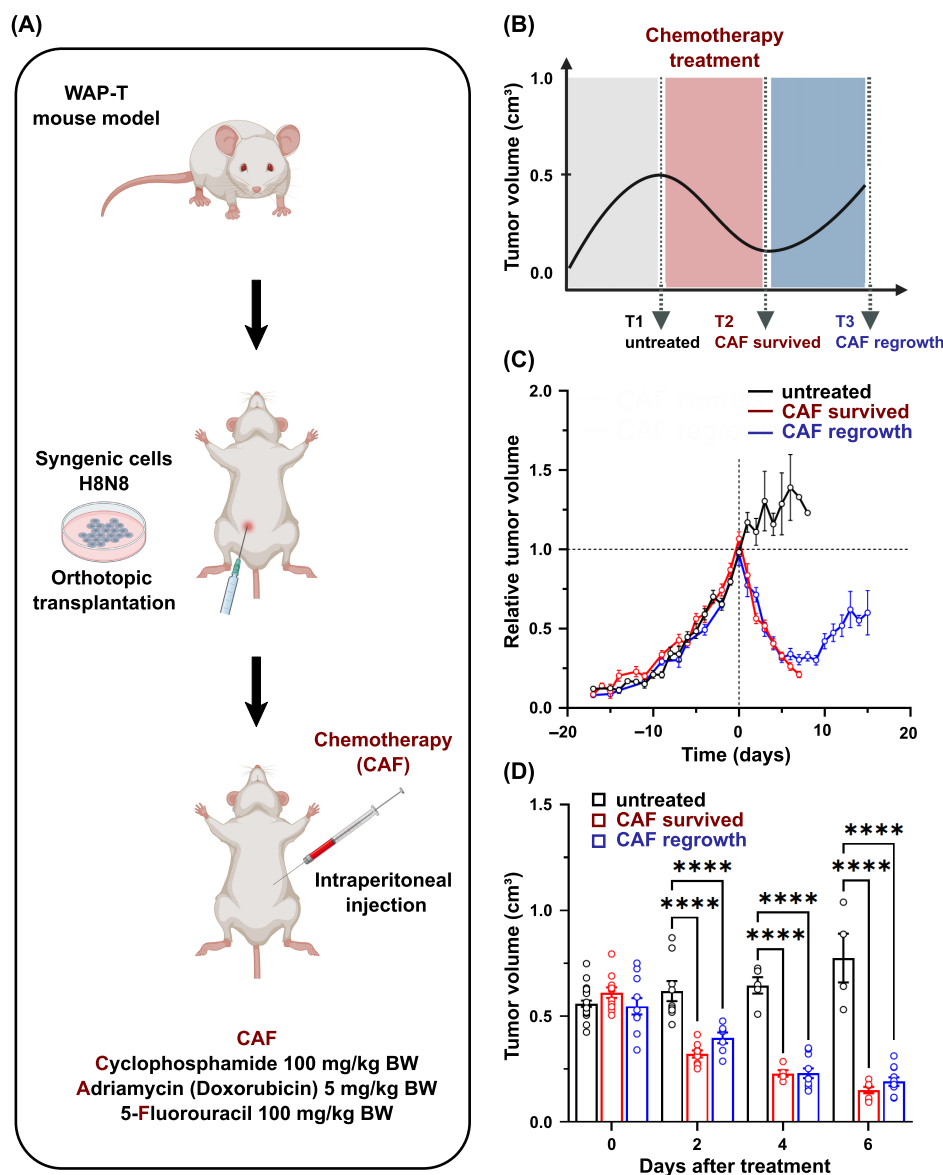 (A)
WAP-T
mouse model
Syngenic cells
H8N8
Orthotopic
transplantation
Chemotherapy
(CAF)
Intraperitoneal
injection
CAF
Cyclophosphamide 100 mg/kg BW
Adriamycin (Doxorubicin) 5 mg/kg BW
5-Fluorouracil 100 mg/kg BW
(B)
Chemotherapy
treatment
Tumor volume (cm³)
1.0
0.5
0.0
T1
untreated
T2
CAF survived
T3
CAF regrowth
(C)
untreated
CAF survived
CAF regrowth
Relative tumor volume
2.0
1.5
1.0
0.5
0.0
−20
−10
0
10
20
Time (days)
(D)
untreated
CAF survived
CAF regrowth
Tumor volume (cm³)
1.5
1.0
0.5
0.0
****
****
****
****
****
****
0
2
4
6
Days after treatment